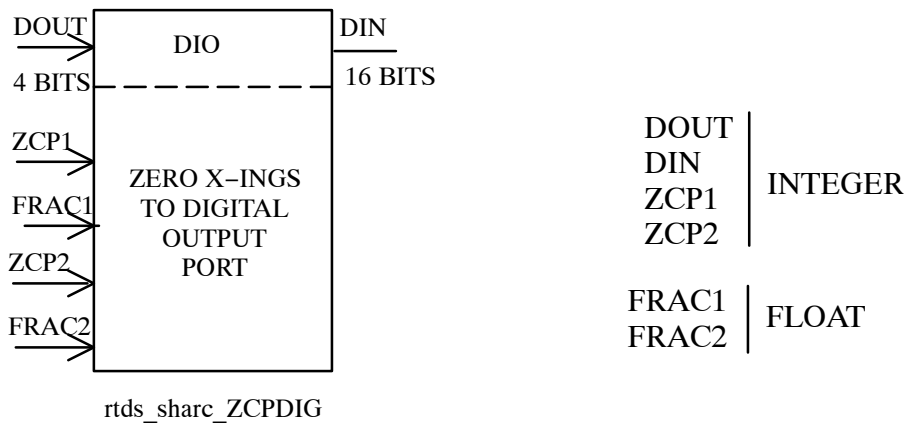 DOUT
DIO
DIN
4 BITS
16 BITS
ZCP1
FRAC1
ZCP2
FRAC2
ZERO X–INGS
TO DIGITAL
OUTPUT
PORT
rtds_sharc_ZCPDIG
DOUT
DIN
ZCP1
ZCP2
INTEGER
FRAC1
FRAC2
FLOAT